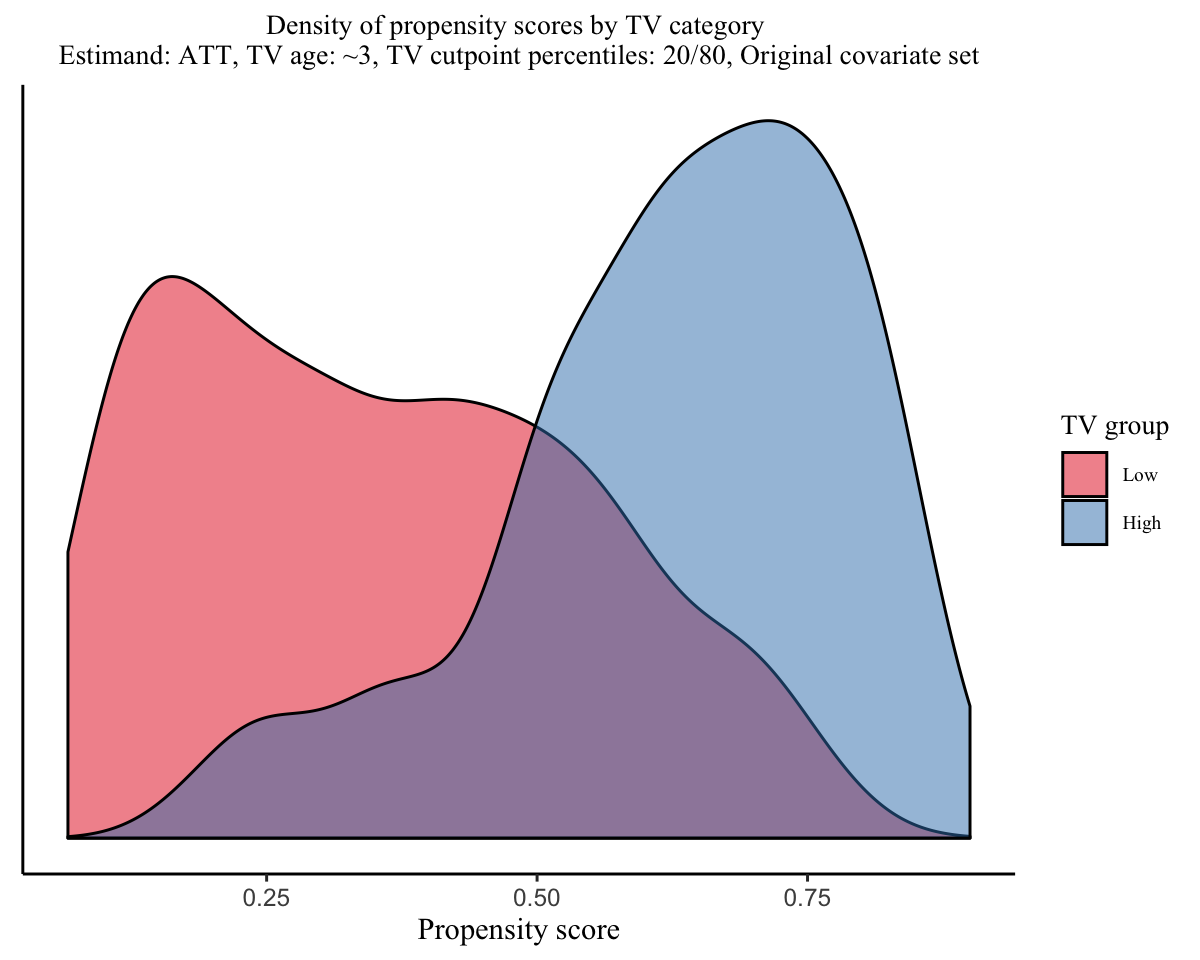 Density of propensity scores by TV category
Estimand: ATT, TV age: ~3, TV cutpoint percentiles: 20/80, Original covariate set
TV group
Low
High
0.25 0.50 0.75
Propensity score